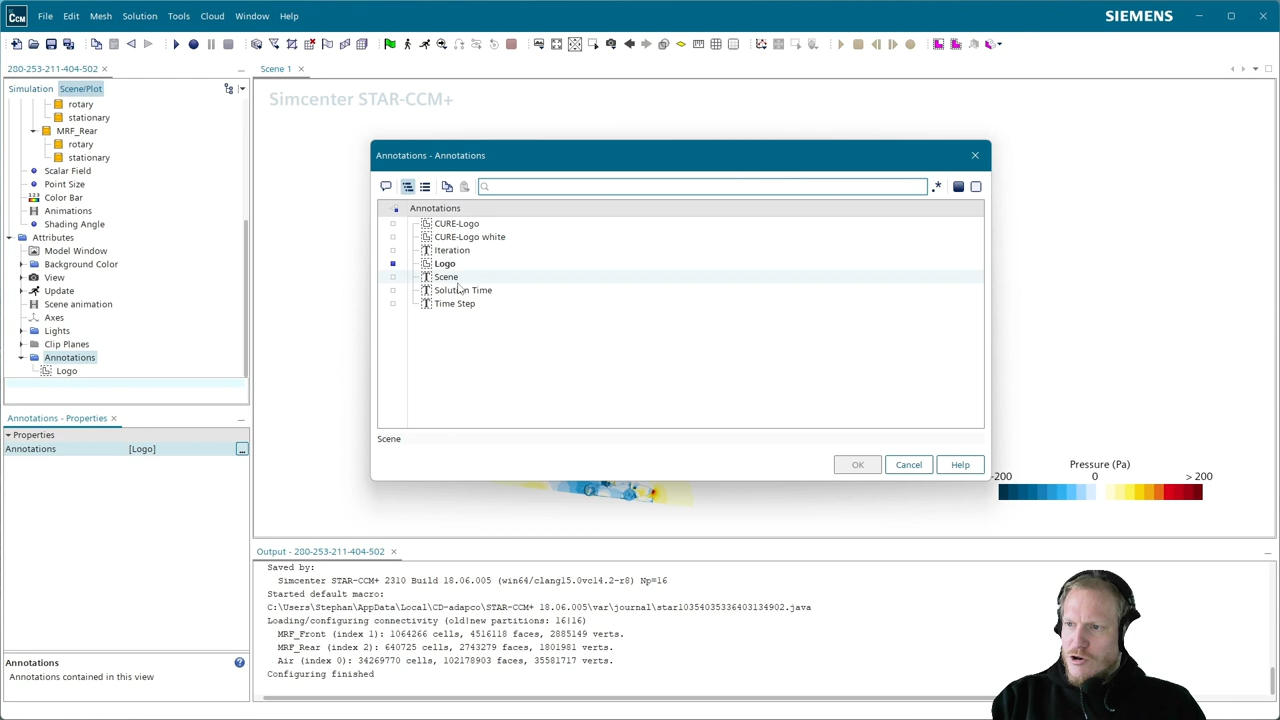 CCM File Edit Mesh Solution Tools Cloud Window Help SIEMENS
280-253-211-404-502
Simulation Scene/Plot
rotary
stationary
MRF_Rear
rotary
stationary
Scalar Field
Point Size
Color Bar
Animations
Shading Angle
Attributes
Model Window
Background Color
View
Update
Scene animation
Axes
Lights
Clip Planes
Annotations
Logo
Annotations - Properties
Properties
Annotations [Logo] ...
Annotations
Annotations contained in this view
Scene 1
Simcenter STAR-CCM+
Annotations - Annotations
Annotations
CURE-Logo
CURE-Logo white
Iteration
Logo
Scene
Solution Time
Time Step
Scene
OK Cancel Help
Pressure (Pa)
-200 0 > 200
Output - 280-253-211-404-502
Saved by:
Simcenter STAR-CCM+ 2310 Build 18.06.005 (win64/clang15.0vc14.2-r8) Np=16
Started default macro:
C:\Users\Stephan\AppData\Local\CD-adapco\STAR-CCM+ 18.06.005\var\journal\star10354035336403134902.java
Loading/configuring connectivity (old|new partitions: 16|16)
MRF_Front (index 1): 1064266 cells, 4516118 faces, 2885149 verts.
MRF_Rear (index 2): 640725 cells, 2743279 faces, 1801981 verts.
Air (index 0): 34269770 cells, 102178903 faces, 35581717 verts.
Configuring finished